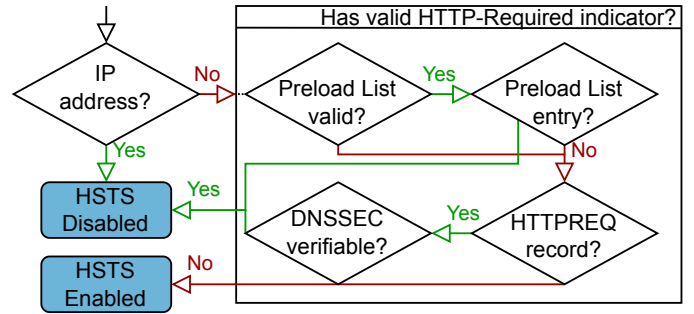 Has valid HTTP-Required indicator?
IP
address?
No
Preload List
valid?
Yes
Preload List
entry?
Yes
No
HSTS
Disabled
Yes
DNSSEC
verifiable?
Yes
HTTPREQ
record?
HSTS
Enabled
No